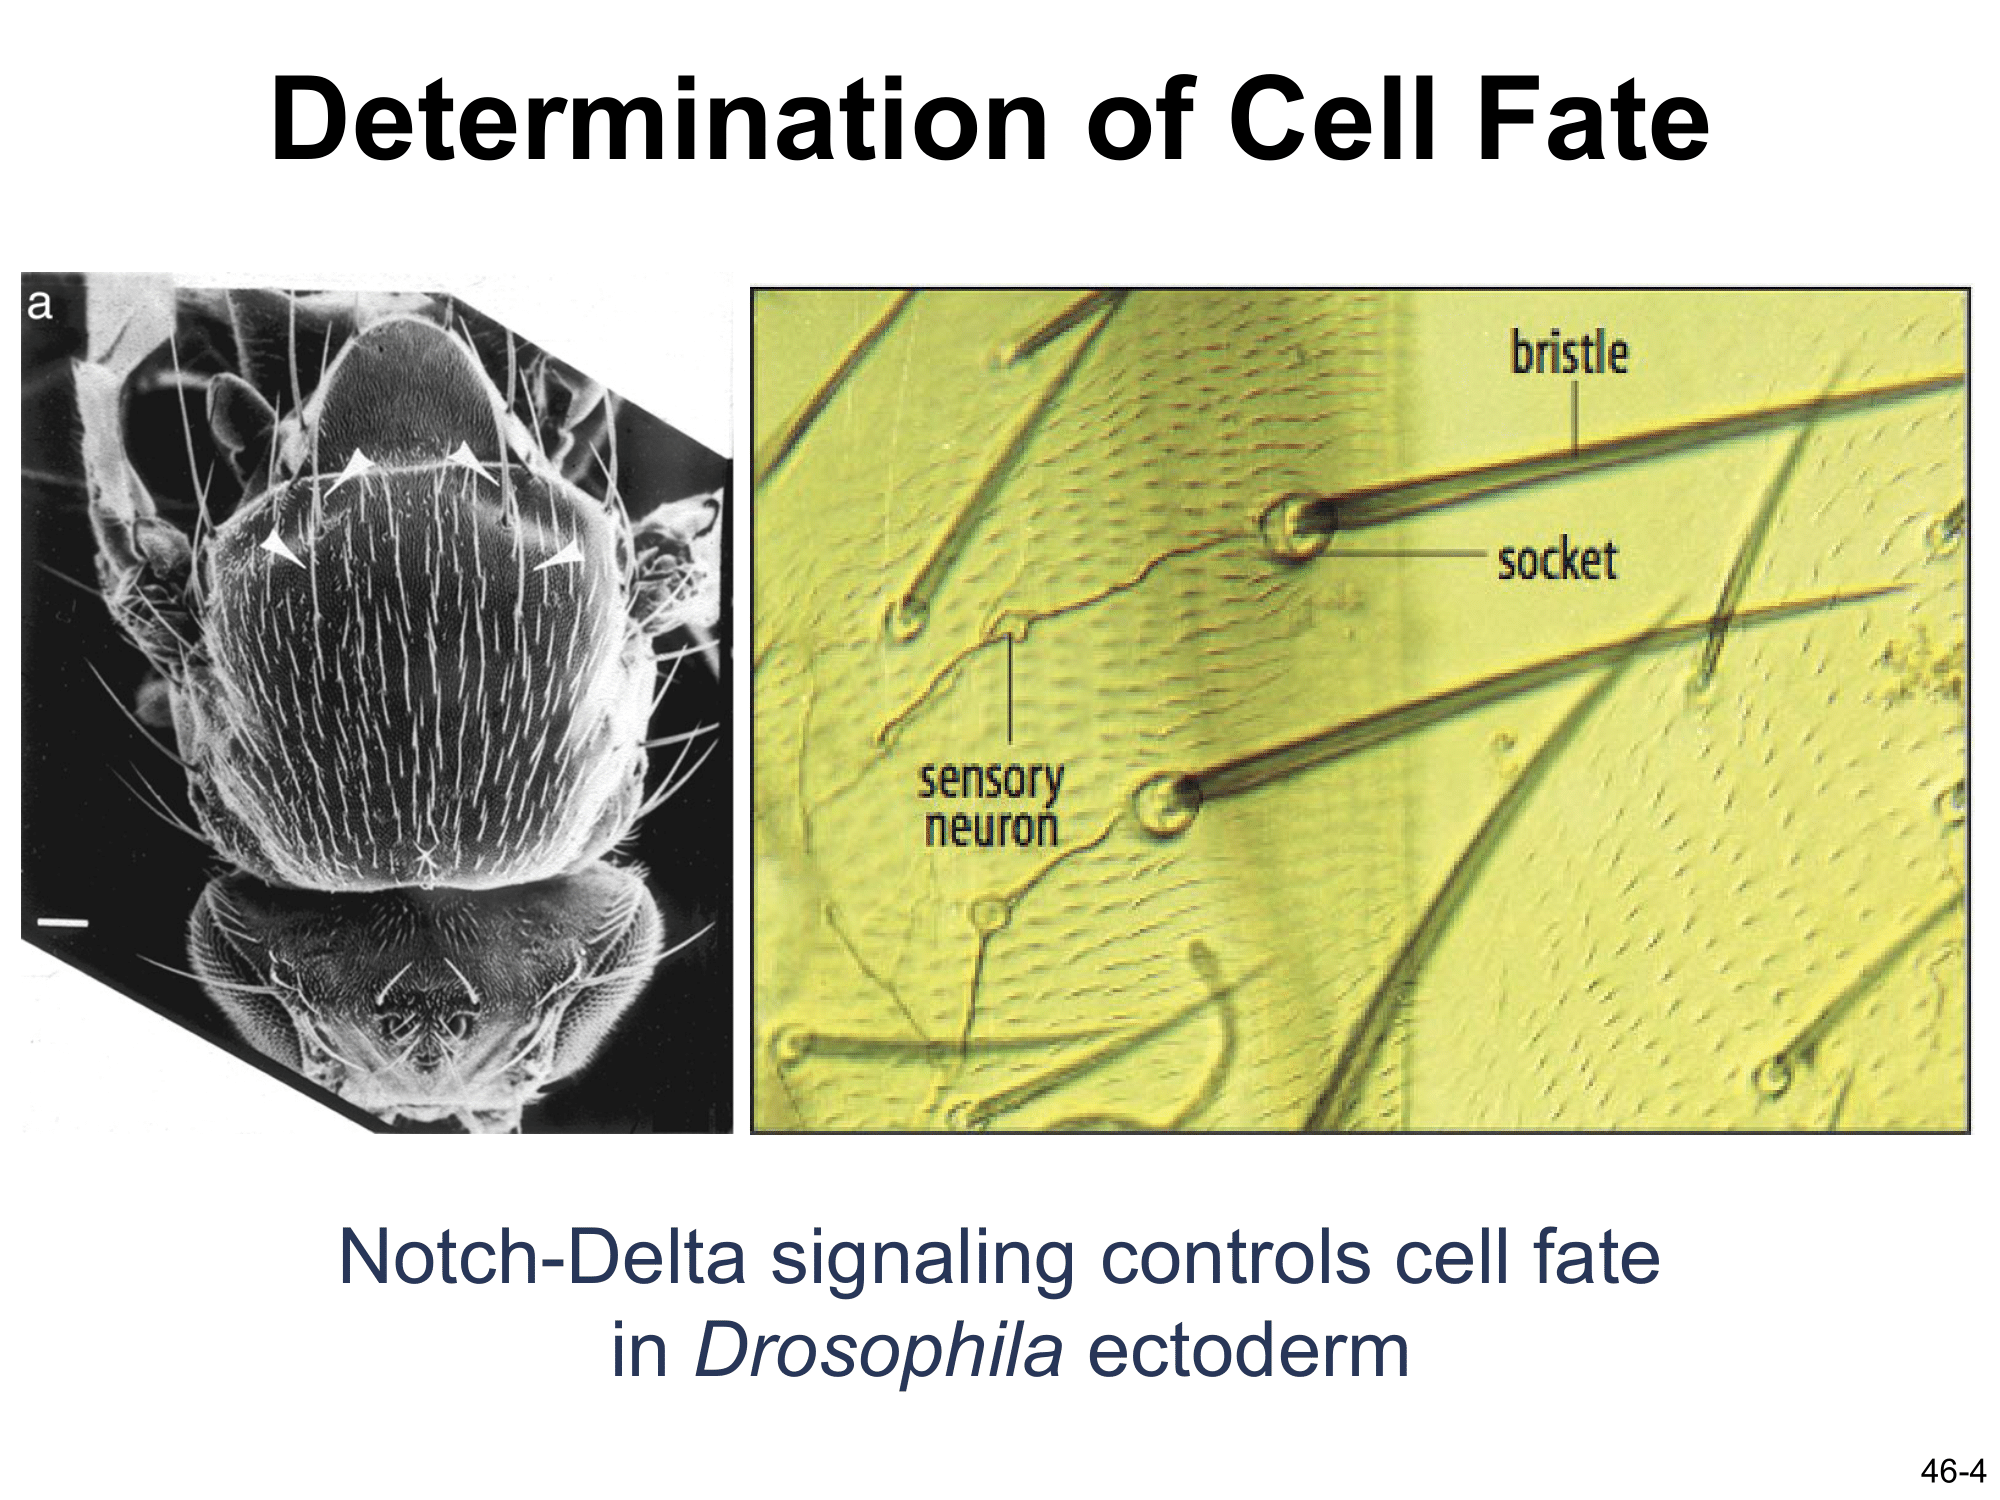 Determination of Cell Fate
a
bristle
socket
sensory
neuron
Notch-Delta signaling controls cell fate
in Drosophila ectoderm
46-4